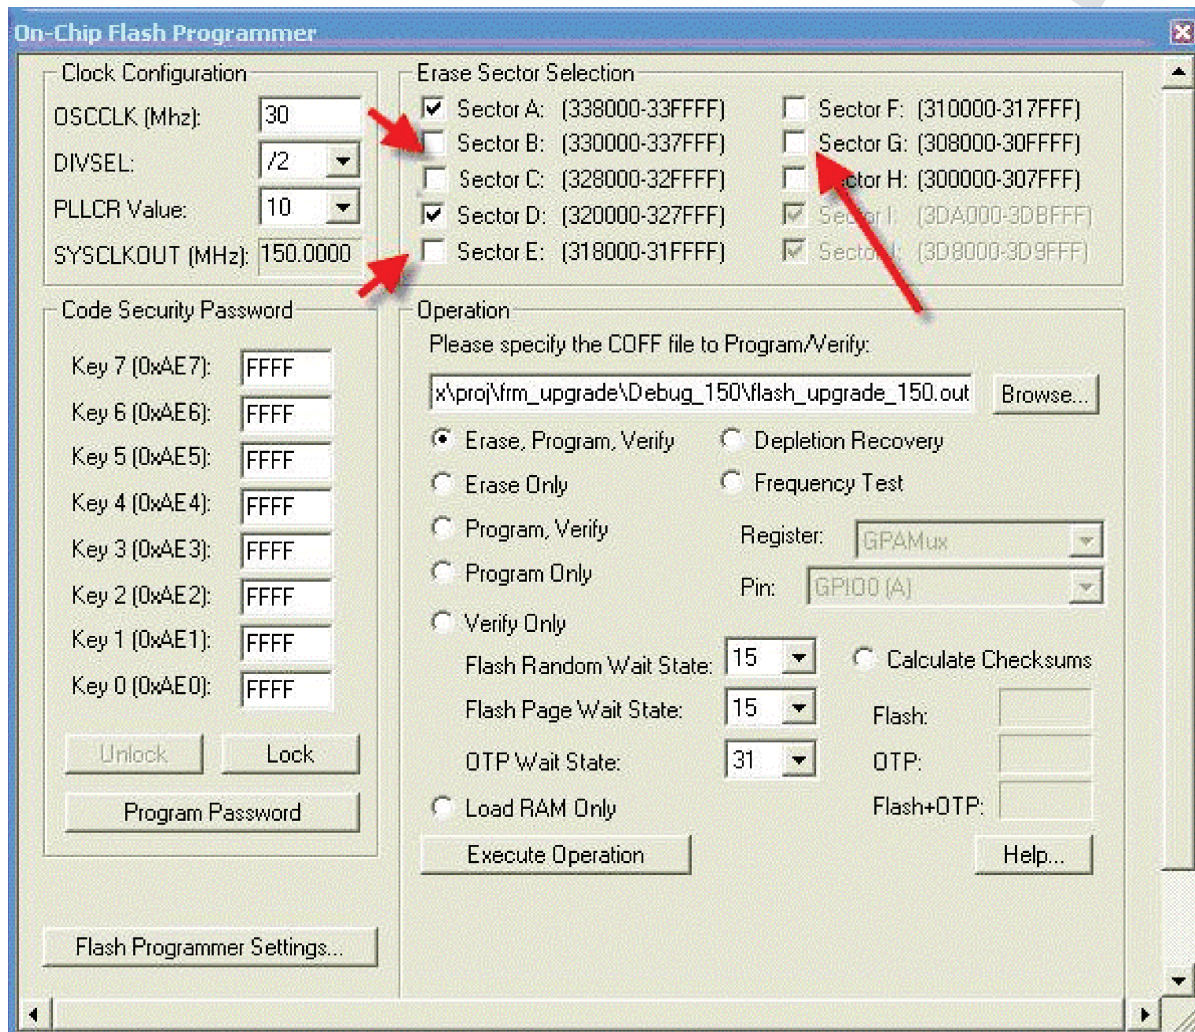 On-Chip Flash Programmer
Clock Configuration
OSCCLK (Mhz): 30
DIVSEL: /2
PLLCR Value: 10
SYSCLKOUT (MHz): 150.0000
Erase Sector Selection
Sector A: (338000-33FFFF)
Sector B: (330000-337FFF)
Sector C: (328000-32FFFF)
Sector D: (320000-327FFF)
Sector E: (318000-31FFFF)
Sector F: (310000-317FFF)
Sector G: (308000-30FFFF)
Sector H: (300000-307FFF)
Sector I: (3DA000-3DBFFF)
Sector J: (3D8000-3D9FFF)
Code Security Password
Key 7 (0xAE7): FFFF
Key 6 (0xAE6): FFFF
Key 5 (0xAE5): FFFF
Key 4 (0xAE4): FFFF
Key 3 (0xAE3): FFFF
Key 2 (0xAE2): FFFF
Key 1 (0xAE1): FFFF
Key 0 (0xAE0): FFFF
Unlock Lock
Program Password
Flash Programmer Settings...
Operation
Please specify the COFF file to Program/Verify:
x\proj\frm_upgrade\Debug_150\flash_upgrade_150.out Browse...
Erase, Program, Verify
Erase Only
Program, Verify
Program Only
Verify Only
Depletion Recovery
Frequency Test
Register: GPAMux
Pin: GPIO0 (A)
Flash Random Wait State: 15
Flash Page Wait State: 15
OTP Wait State: 31
Calculate Checksums
Flash:
OTP:
Flash+OTP:
Load RAM Only
Execute Operation
Help...